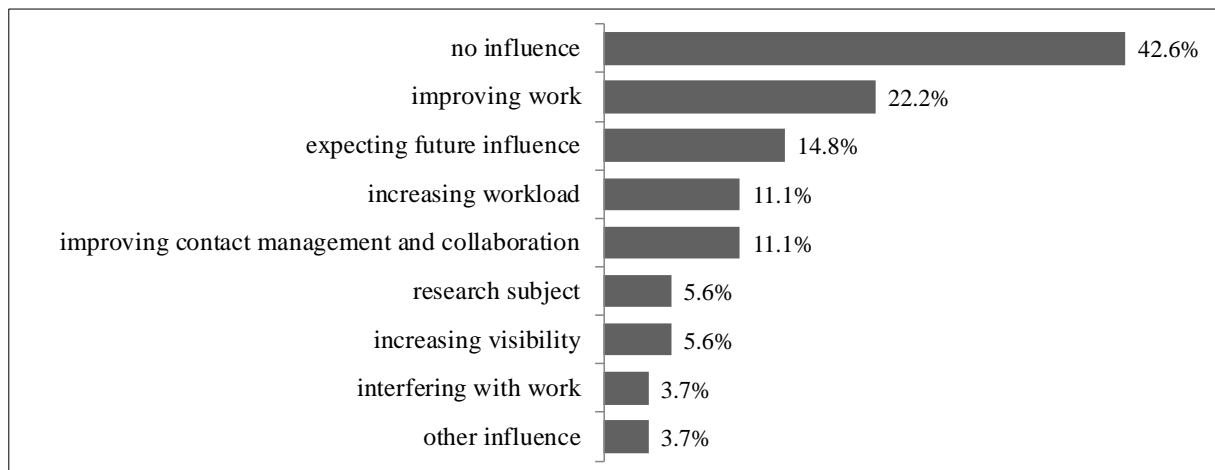 no influence 42.6%
improving work 22.2%
expecting future influence 14.8%
increasing workload 11.1%
improving contact management and collaboration 11.1%
research subject 5.6%
increasing visibility 5.6%
interfering with work 3.7%
other influence 3.7%